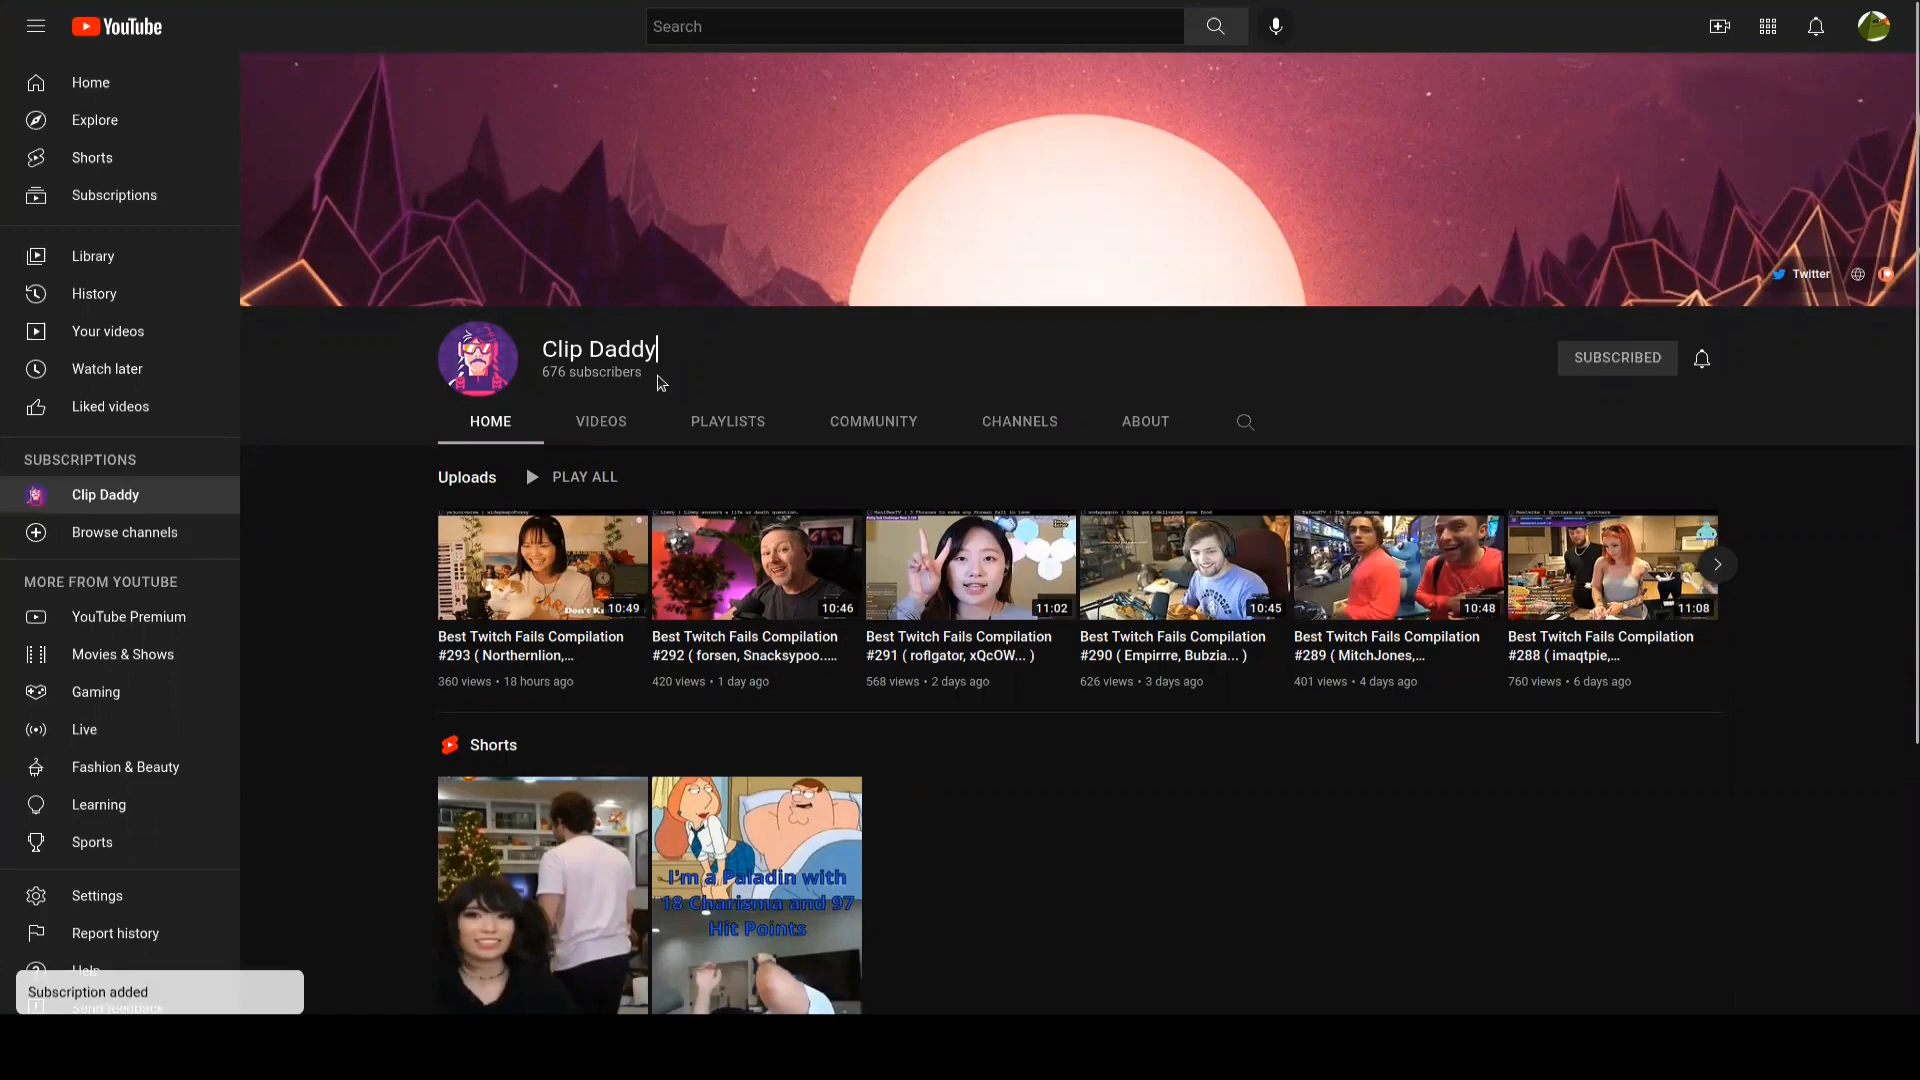 YouTube
Search
Home
Explore
Shorts
Subscriptions
Library
History
Your videos
Watch later
Liked videos
SUBSCRIPTIONS
Clip Daddy
Browse channels
MORE FROM YOUTUBE
YouTube Premium
Movies & Shows
Gaming
Live
Fashion & Beauty
Learning
Sports
Settings
Report history
Help
Send feedback
Subscription added
Twitter
Clip Daddy
676 subscribers
SUBSCRIBED
HOME VIDEOS PLAYLISTS COMMUNITY CHANNELS ABOUT
Uploads PLAY ALL
10:49
Best Twitch Fails Compilation
#293 ( Northernlion,...
360 views • 18 hours ago
10:46
Best Twitch Fails Compilation
#292 ( forsen, Snacksypoo....
420 views • 1 day ago
11:02
Best Twitch Fails Compilation
#291 ( roflgator, xQcOW... )
568 views • 2 days ago
10:45
Best Twitch Fails Compilation
#290 ( Empirrre, Bubzia... )
626 views • 3 days ago
10:48
Best Twitch Fails Compilation
#289 ( MitchJones,...
401 views • 4 days ago
11:08
Best Twitch Fails Compilation
#288 ( imaqtpie,...
760 views • 6 days ago
Shorts
I'm a Paladin with
18 Charisma and 97
Hit Points